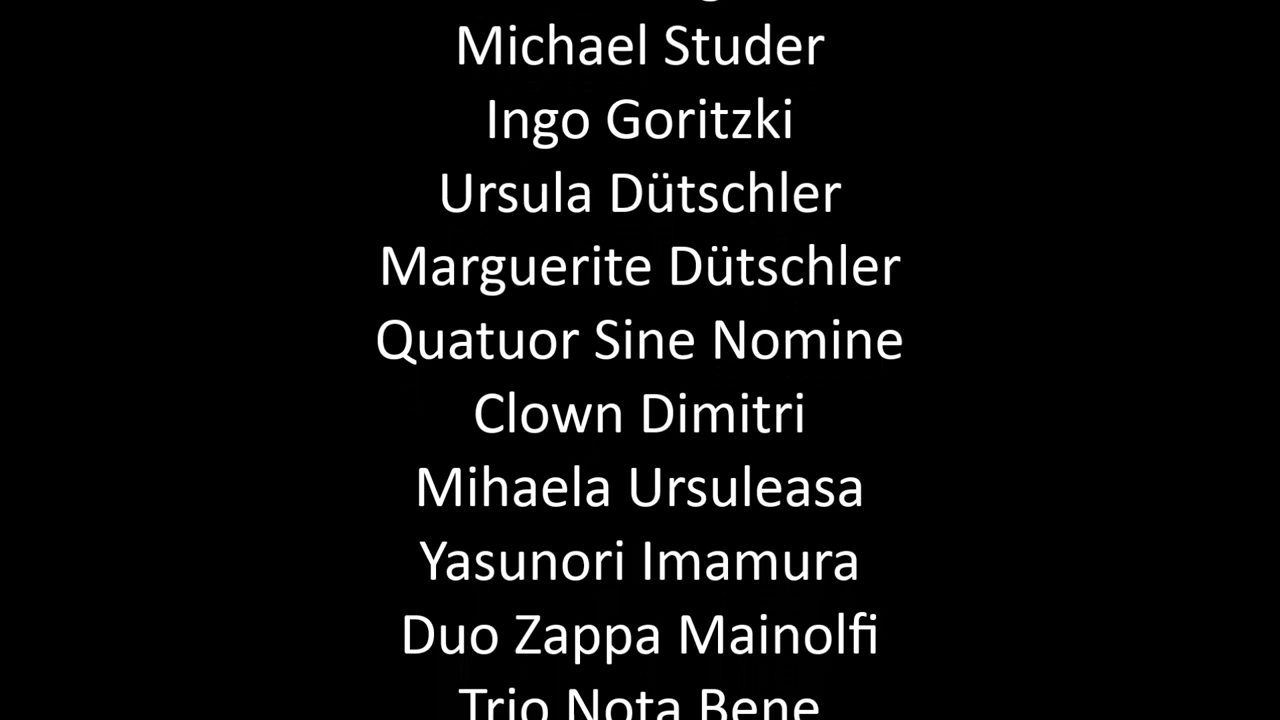 Michael Studer
Ingo Goritzki
Ursula Dütschler
Marguerite Dütschler
Quatuor Sine Nomine
Clown Dimitri
Mihaela Ursuleasa
Yasunori Imamura
Duo Zappa Mainolfi
Trio Nota Bene